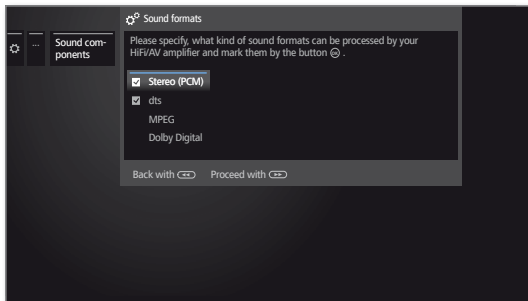 Sound formats
...
Sound com-
ponents
Please specify, what kind of sound formats can be processed by your
HiFi/AV amplifier and mark them by the button OK .
Stereo (PCM)
dts
MPEG
Dolby Digital
Back with Proceed with